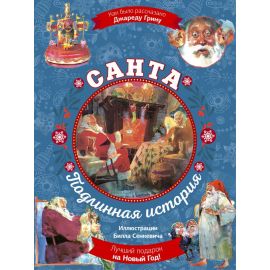 Как было рассказано
Джареду Грину
САНТА
Подлинная история
Иллюстрации
Билла Сенкевича
Лучший подарок
на Новый Год!